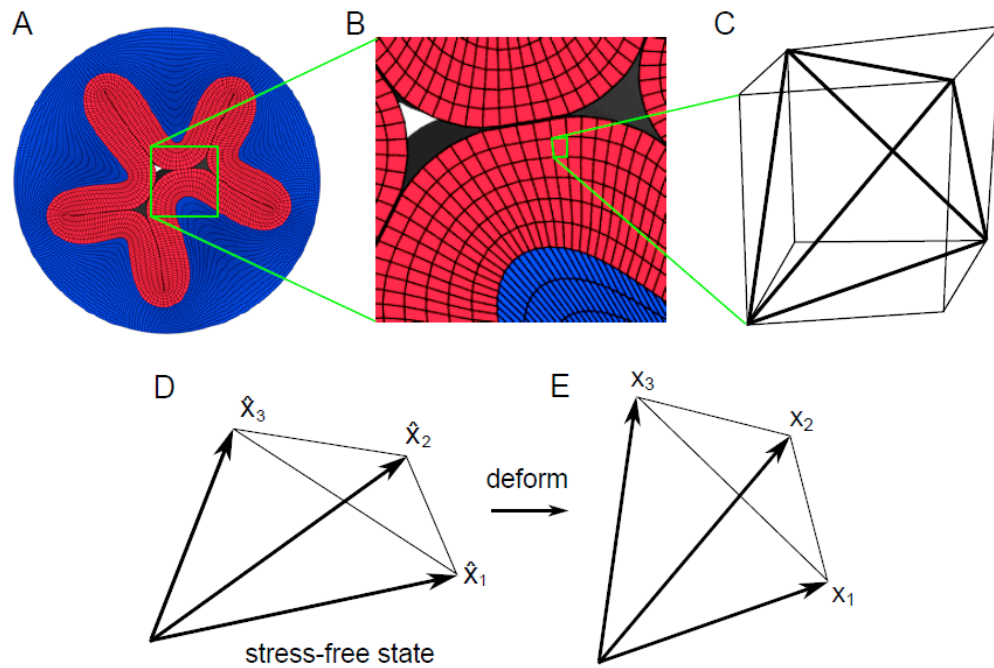 A
B
C
D
E
x̂₃
x̂₂
x̂₁
stress-free state
deform
x₃
x₂
x₁